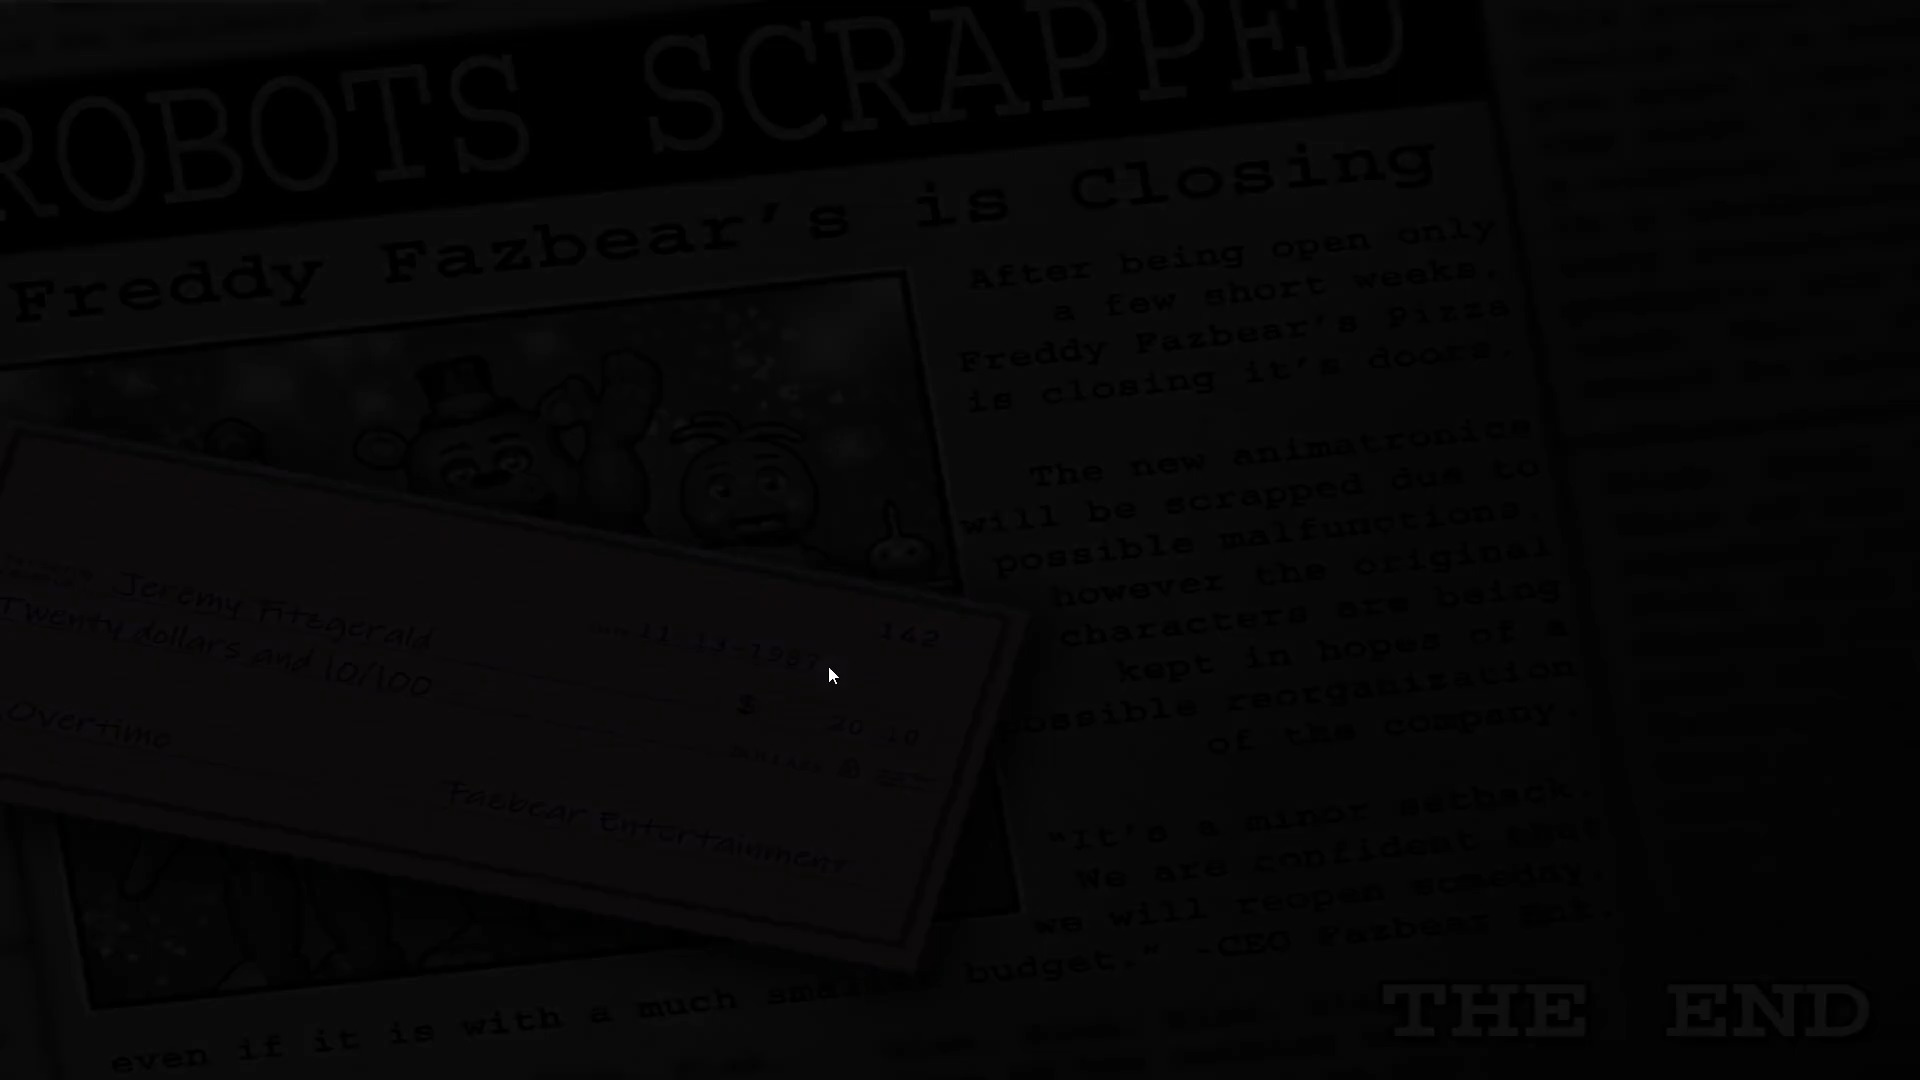 ROBOTS SCRAPPED
Freddy Fazbear's is Closing
After being open only
a few short weeks,
Freddy Fazbear's Pizza
is closing it's doors.
The new animatronics
will be scrapped due to
possible malfunctions,
however the original
characters are being
kept in hopes of a
possible reorganization
of the company.
"It's a minor setback.
We are confident that
we will reopen someday,
even if it is with a much smaller budget." -CEO Fazbear Ent.
Jeremy Fitzgerald
11-13-1987
162
Twenty dollars and 10/100
$ 20.10
DOLLARS
Overtime
Fazbear Entertainment
THE END